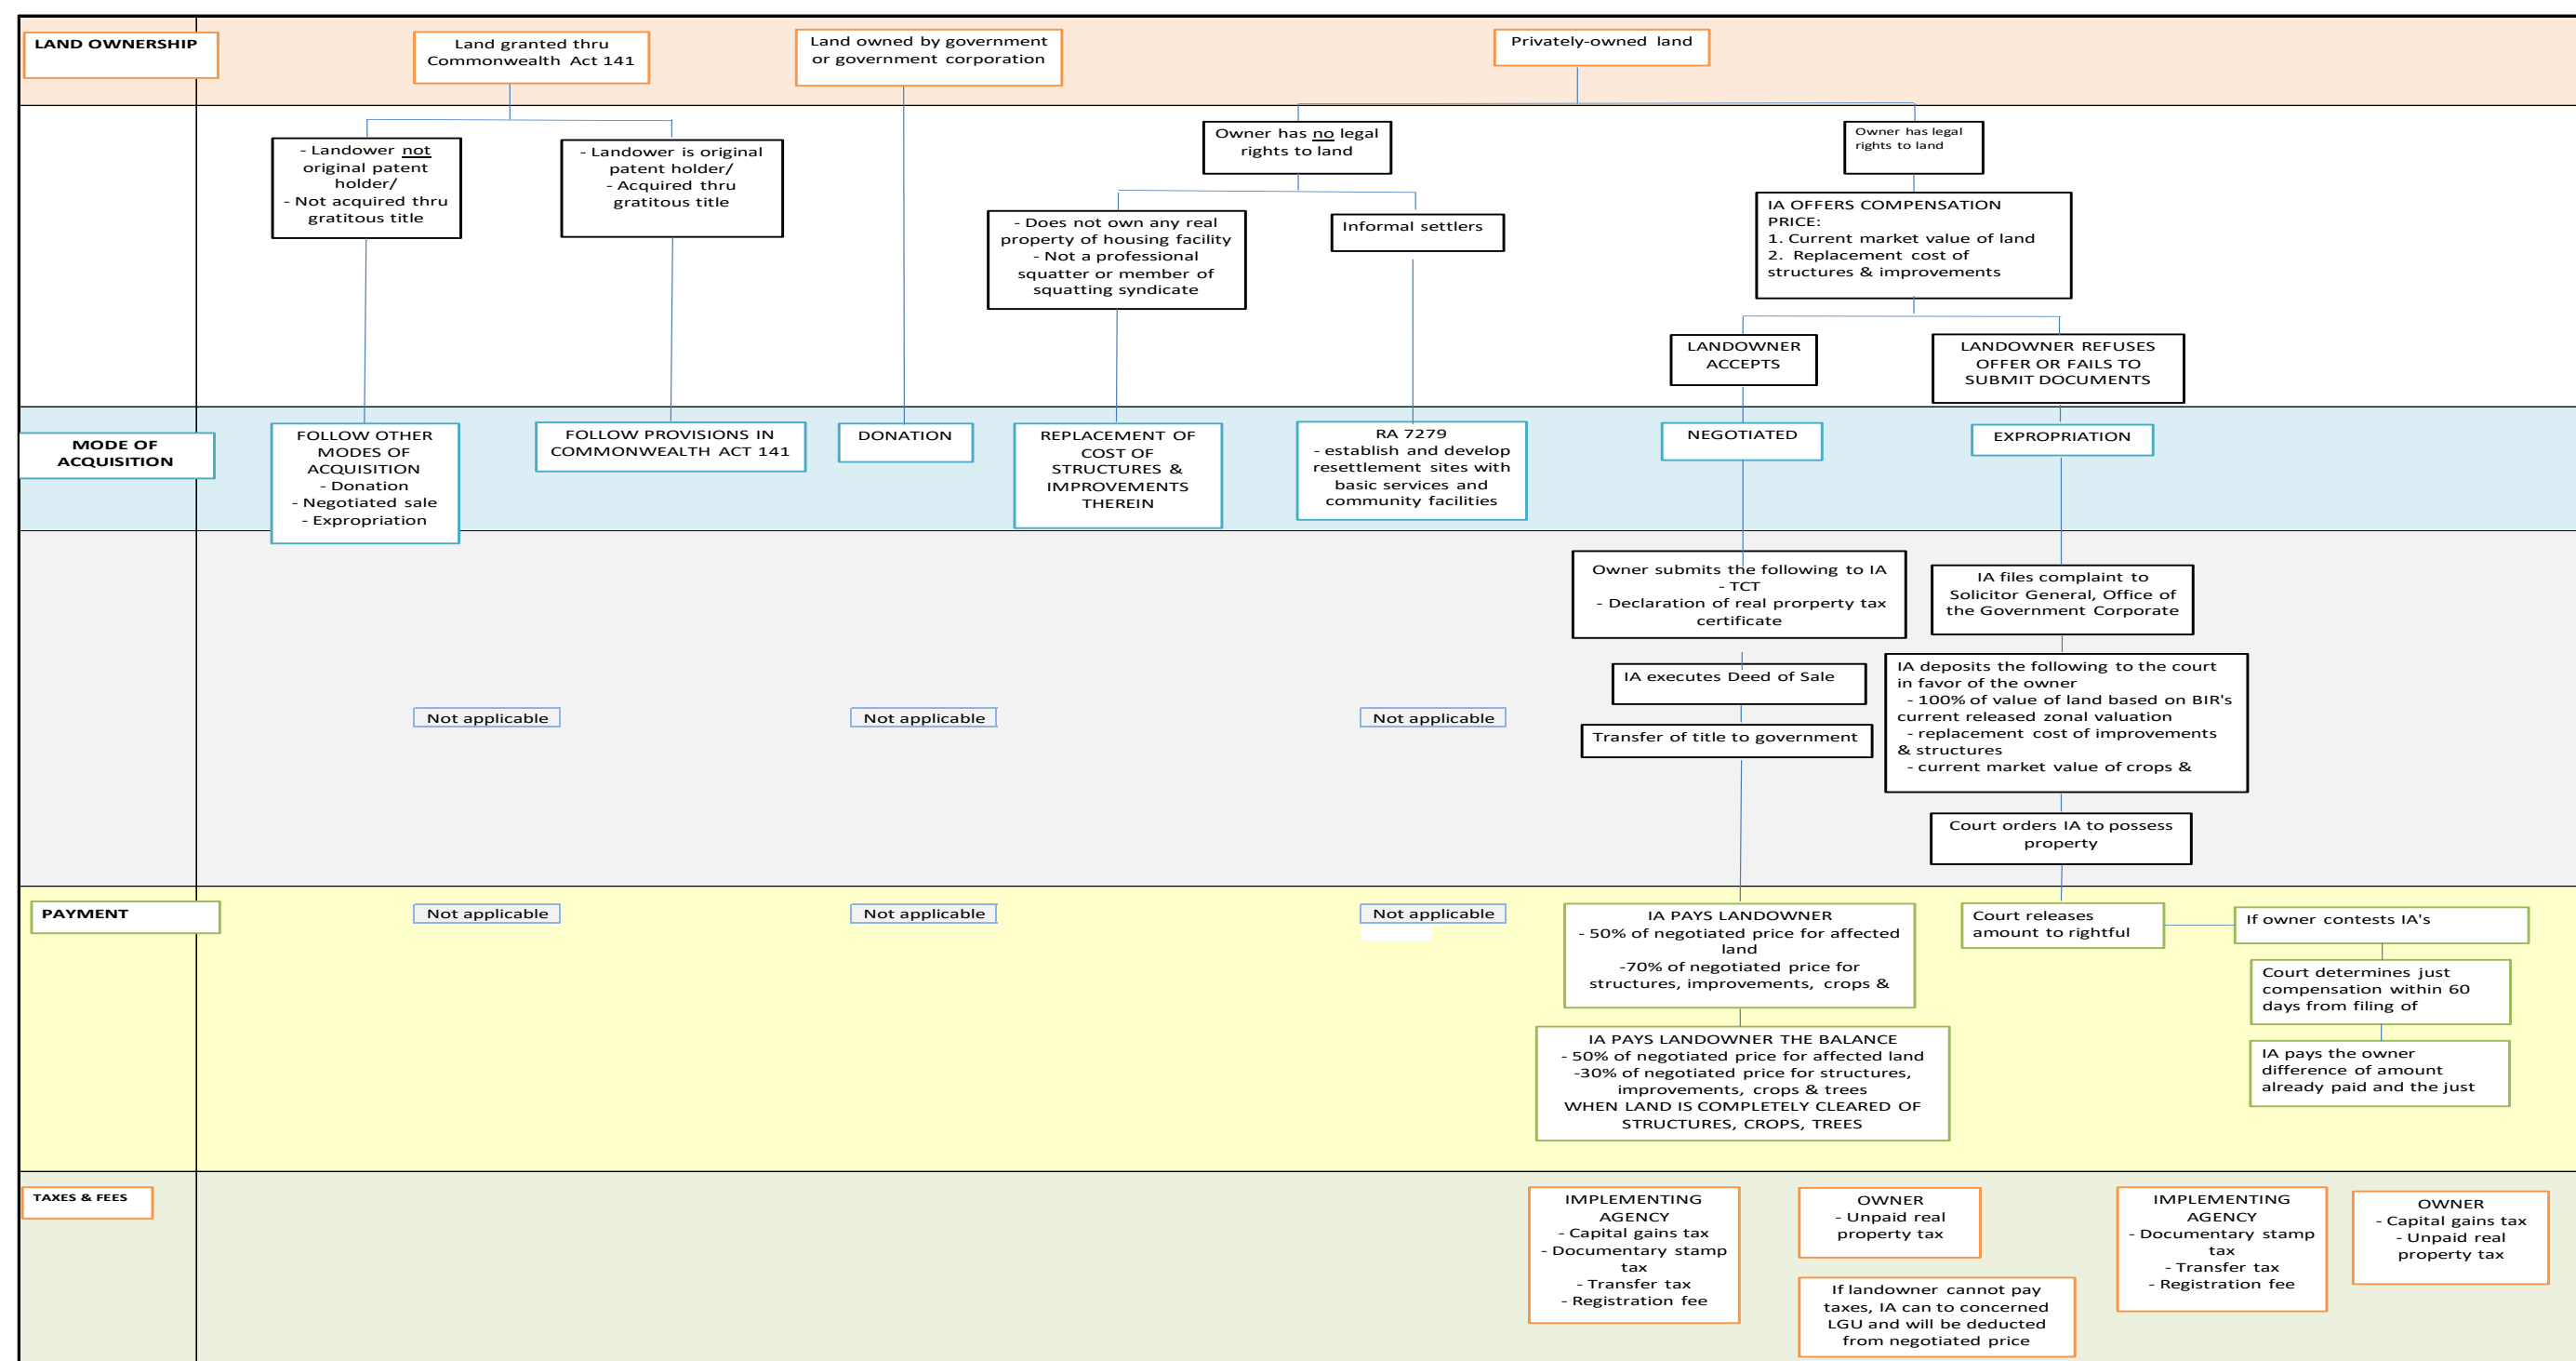 LAND OWNERSHIP
Land granted thru
Commonwealth Act 141
Land owned by government
or government corporation
Privately-owned land
- Landower not
original patent
holder/
- Not acquired thru
gratitous title
- Landower is original
patent holder/
- Acquired thru
gratitous title
Owner has no legal
rights to land
Owner has legal
rights to land
- Does not own any real
property of housing facility
- Not a professional
squatter or member of
squatting syndicate
Informal settlers
IA OFFERS COMPENSATION
PRICE:
1. Current market value of land
2. Replacement cost of
structures & improvements
LANDOWNER
ACCEPTS
LANDOWNER REFUSES
OFFER OR FAILS TO
SUBMIT DOCUMENTS
MODE OF
ACQUISITION
FOLLOW OTHER
MODES OF
ACQUISITION
- Donation
- Negotiated sale
- Expropriation
FOLLOW PROVISIONS IN
COMMONWEALTH ACT 141
DONATION
REPLACEMENT OF
COST OF
STRUCTURES &
IMPROVEMENTS
THEREIN
RA 7279
- establish and develop
resettlement sites with
basic services and
community facilities
NEGOTIATED
EXPROPRIATION
Owner submits the following to IA
- TCT
- Declaration of real prorperty tax
certificate
IA files complaint to
Solicitor General, Office of
the Government Corporate
IA executes Deed of Sale
IA deposits the following to the court
in favor of the owner
- 100% of value of land based on BIR's
current released zonal valuation
- replacement cost of improvements
& structures
- current market value of crops &
Not applicable
Not applicable
Not applicable
Transfer of title to government
Court orders IA to possess
property
PAYMENT
Not applicable
Not applicable
Not applicable
IA PAYS LANDOWNER
- 50% of negotiated price for affected
land
-70% of negotiated price for
structures, improvements, crops &
Court releases
amount to rightful
If owner contests IA's
Court determines just
compensation within 60
days from filing of
IA PAYS LANDOWNER THE BALANCE
- 50% of negotiated price for affected land
-30% of negotiated price for structures,
improvements, crops & trees
WHEN LAND IS COMPLETELY CLEARED OF
STRUCTURES, CROPS, TREES
IA pays the owner
difference of amount
already paid and the just
TAXES & FEES
IMPLEMENTING
AGENCY
- Capital gains tax
- Documentary stamp
tax
- Transfer tax
- Registration fee
OWNER
- Unpaid real
property tax
If landowner cannot pay
taxes, IA can to concerned
LGU and will be deducted
from negotiated price
IMPLEMENTING
AGENCY
- Documentary stamp
tax
- Transfer tax
- Registration fee
OWNER
- Capital gains tax
- Unpaid real
property tax